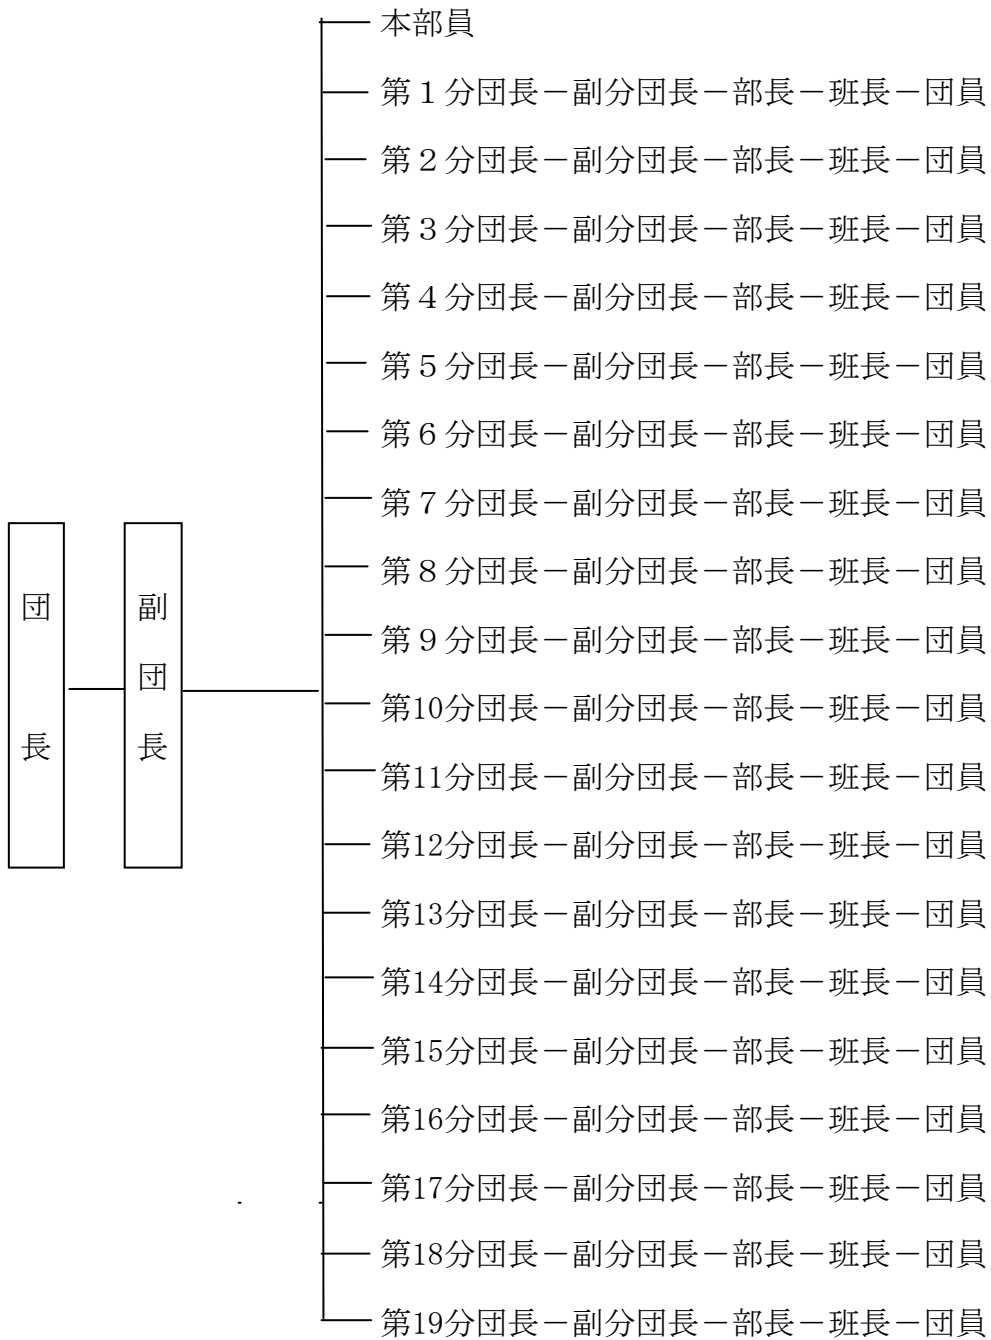 団長
副団長
本部員
第１分団長－副分団長－部長－班長－団員
第２分団長－副分団長－部長－班長－団員
第３分団長－副分団長－部長－班長－団員
第４分団長－副分団長－部長－班長－団員
第５分団長－副分団長－部長－班長－団員
第６分団長－副分団長－部長－班長－団員
第７分団長－副分団長－部長－班長－団員
第８分団長－副分団長－部長－班長－団員
第９分団長－副分団長－部長－班長－団員
第10分団長－副分団長－部長－班長－団員
第11分団長－副分団長－部長－班長－団員
第12分団長－副分団長－部長－班長－団員
第13分団長－副分団長－部長－班長－団員
第14分団長－副分団長－部長－班長－団員
第15分団長－副分団長－部長－班長－団員
第16分団長－副分団長－部長－班長－団員
第17分団長－副分団長－部長－班長－団員
第18分団長－副分団長－部長－班長－団員
第19分団長－副分団長－部長－班長－団員